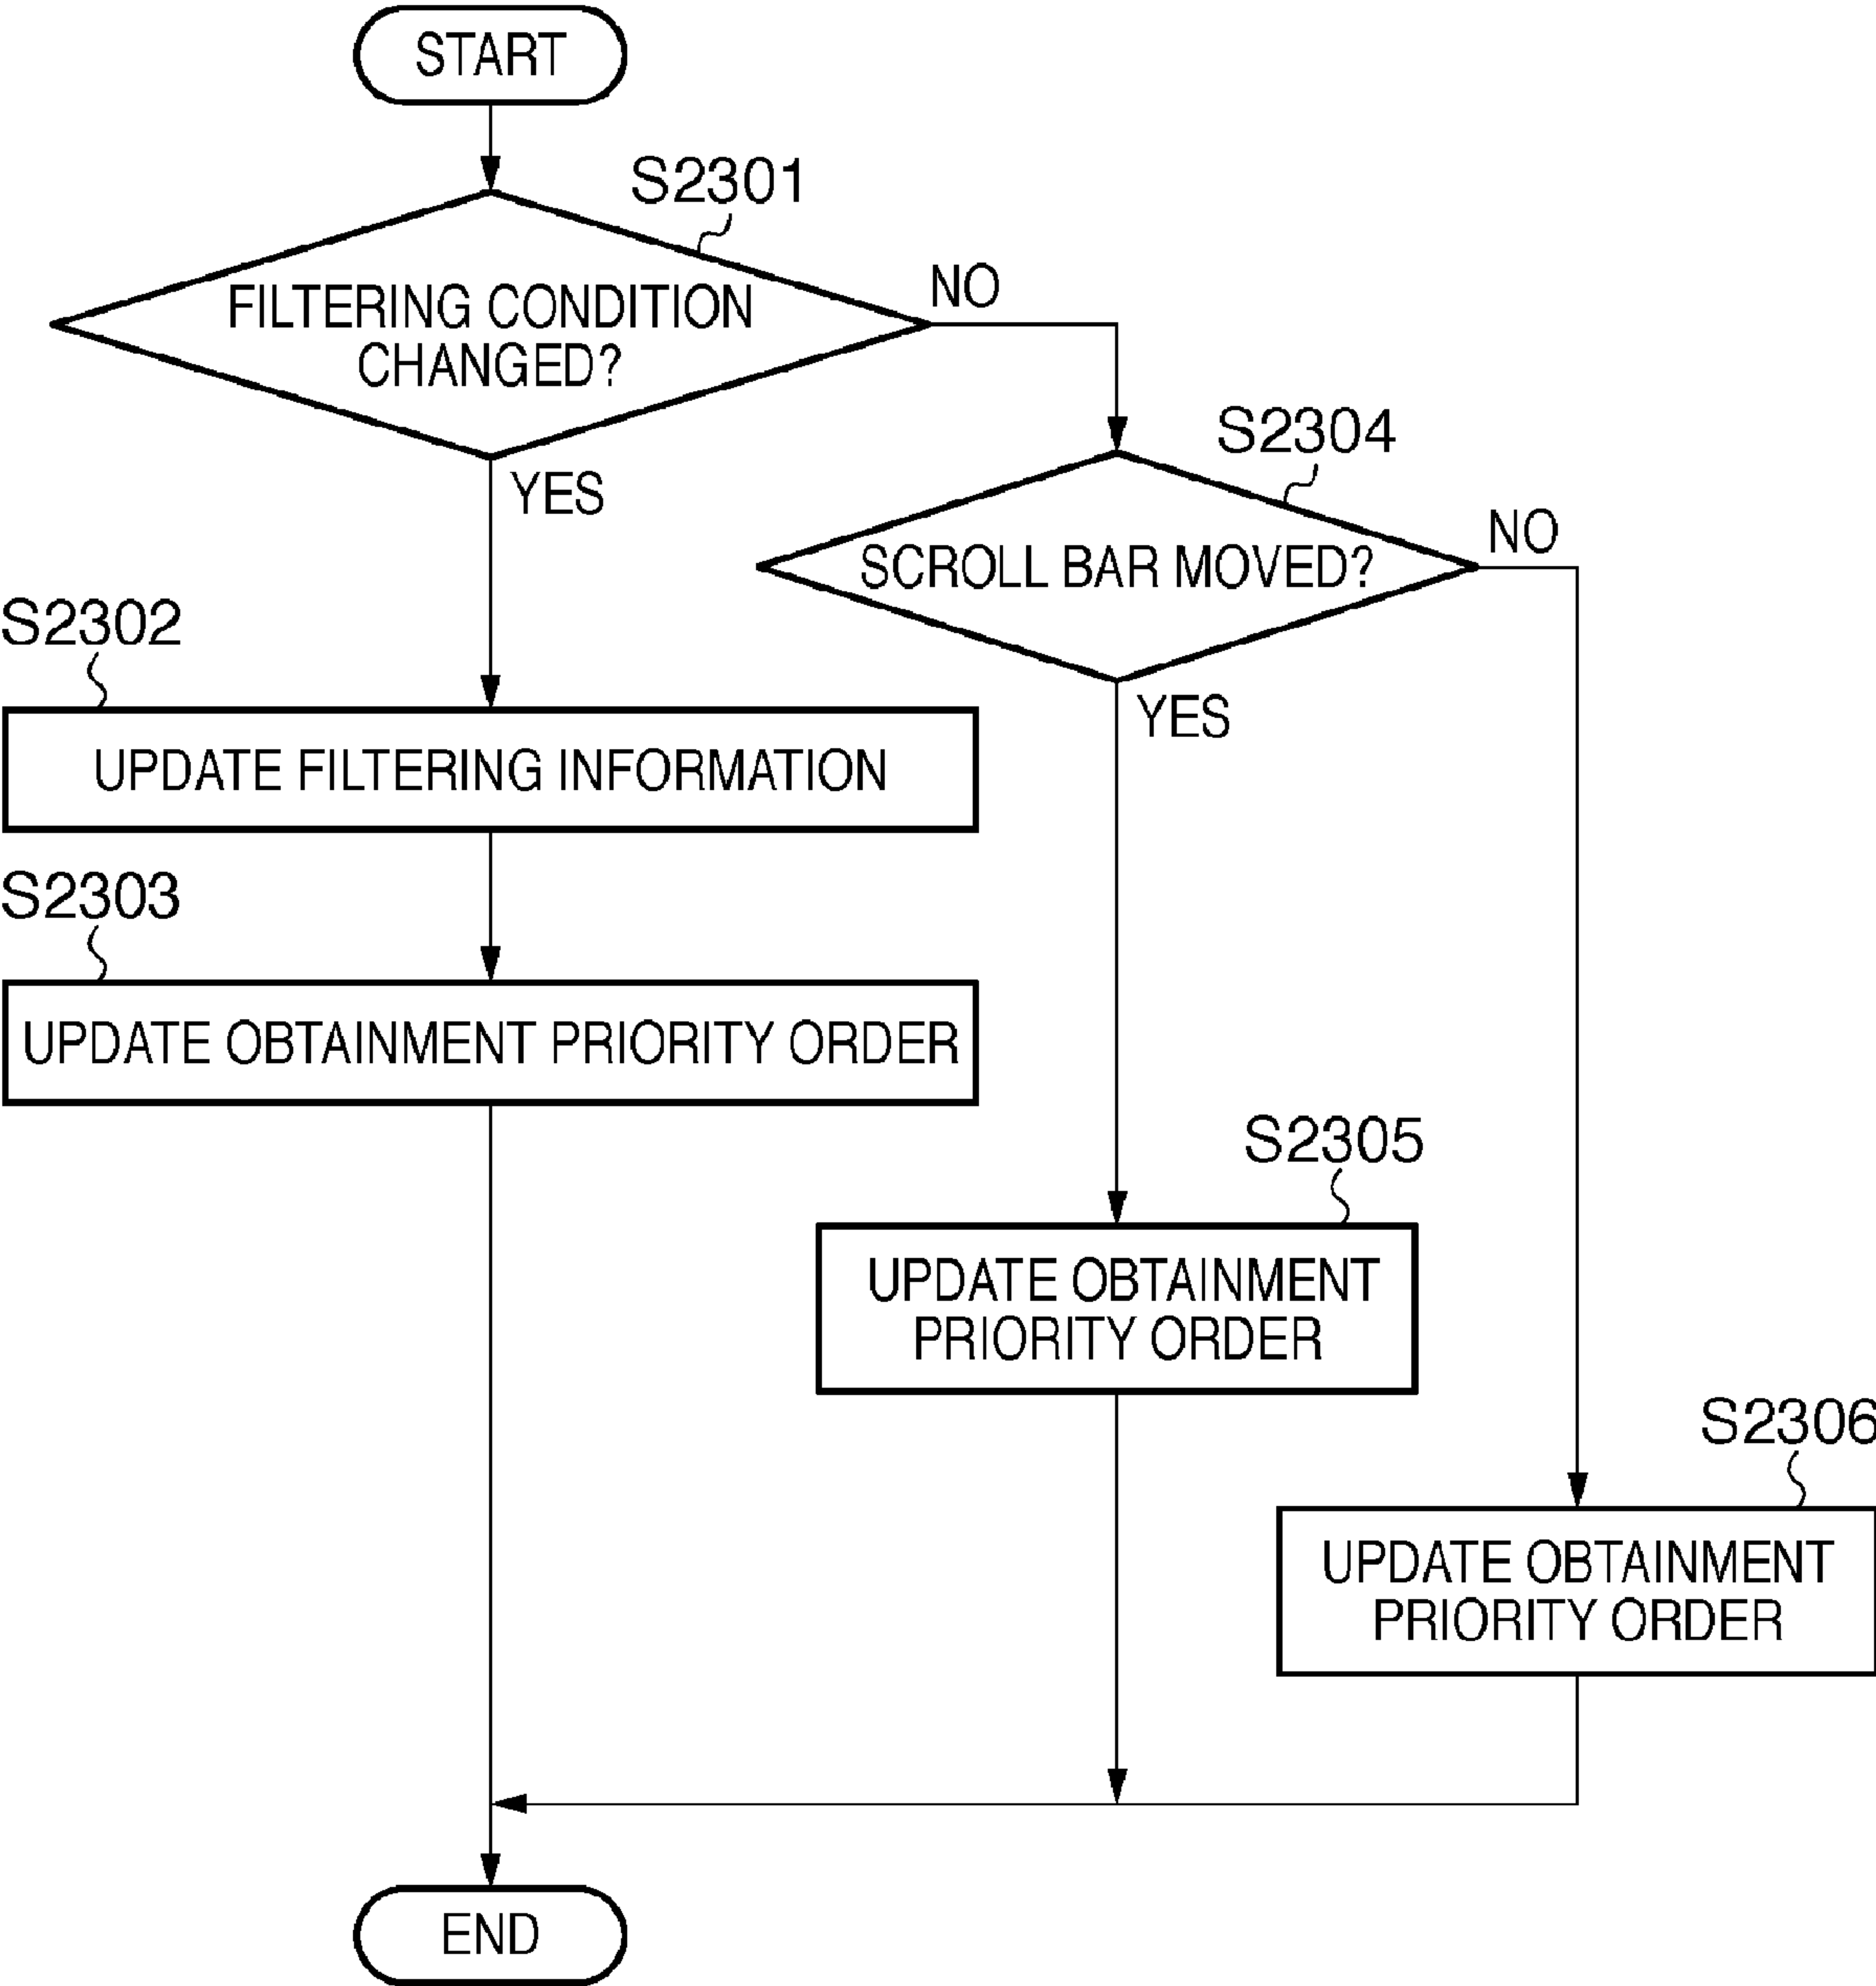 START
S2301
FILTERING CONDITION
CHANGED?
NO
YES
S2304
SCROLL BAR MOVED?
NO
YES
S2302
UPDATE FILTERING INFORMATION
S2303
UPDATE OBTAINMENT PRIORITY ORDER
S2305
UPDATE OBTAINMENT
PRIORITY ORDER
S2306
UPDATE OBTAINMENT
PRIORITY ORDER
END